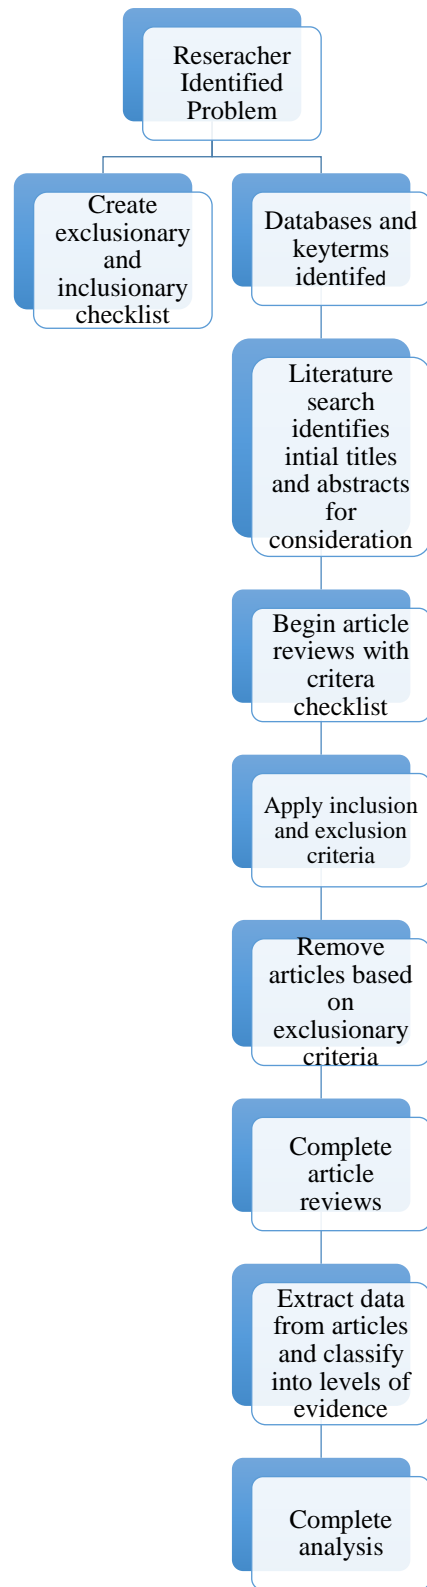 Reseracher
Identified
Problem
Create
exclusionary
and
inclusionary
checklist
Databases and
keyterms
identifed
Literature
search
identifies
intial titles
and abstracts
for
consideration
Begin article
reviews with
critera
checklist
Apply inclusion
and exclusion
criteria
Remove
articles based
on
exclusionary
criteria
Complete
article
reviews
Extract data
from articles
and classify
into levels of
evidence
Complete
analysis